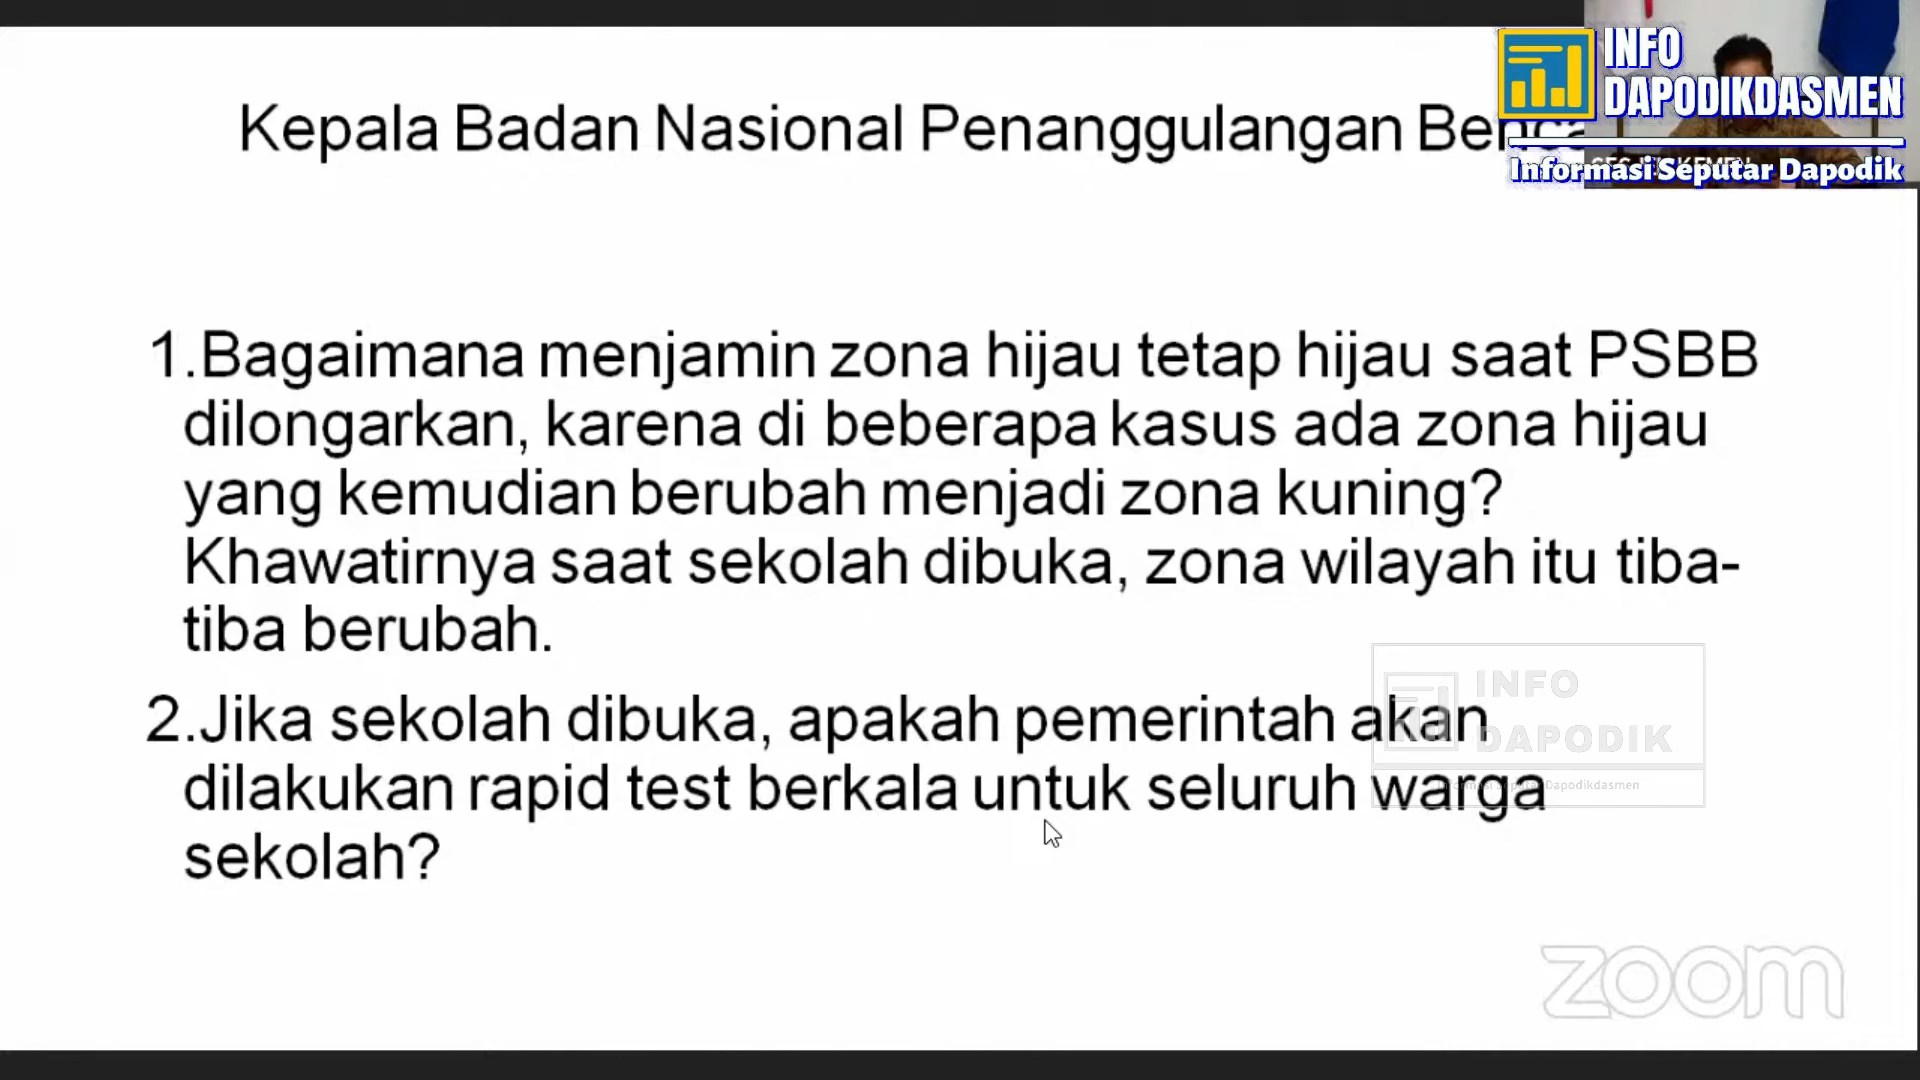 INFO
DAPODIKDASMEN
Informasi Seputar Dapodik
Kepala Badan Nasional Penanggulangan
1.Bagaimana menjamin zona hijau tetap hijau saat PSBB
dilongarkan, karena di beberapa kasus ada zona hijau
yang kemudian berubah menjadi zona kuning?
Khawatirnya saat sekolah dibuka, zona wilayah itu tiba-
tiba berubah.
2.Jika sekolah dibuka, apakah pemerintah akan
dilakukan rapid test berkala untuk seluruh warga
sekolah?
INFO
DAPODIK
Informasi Seputar Dapodikdasmen
zoom